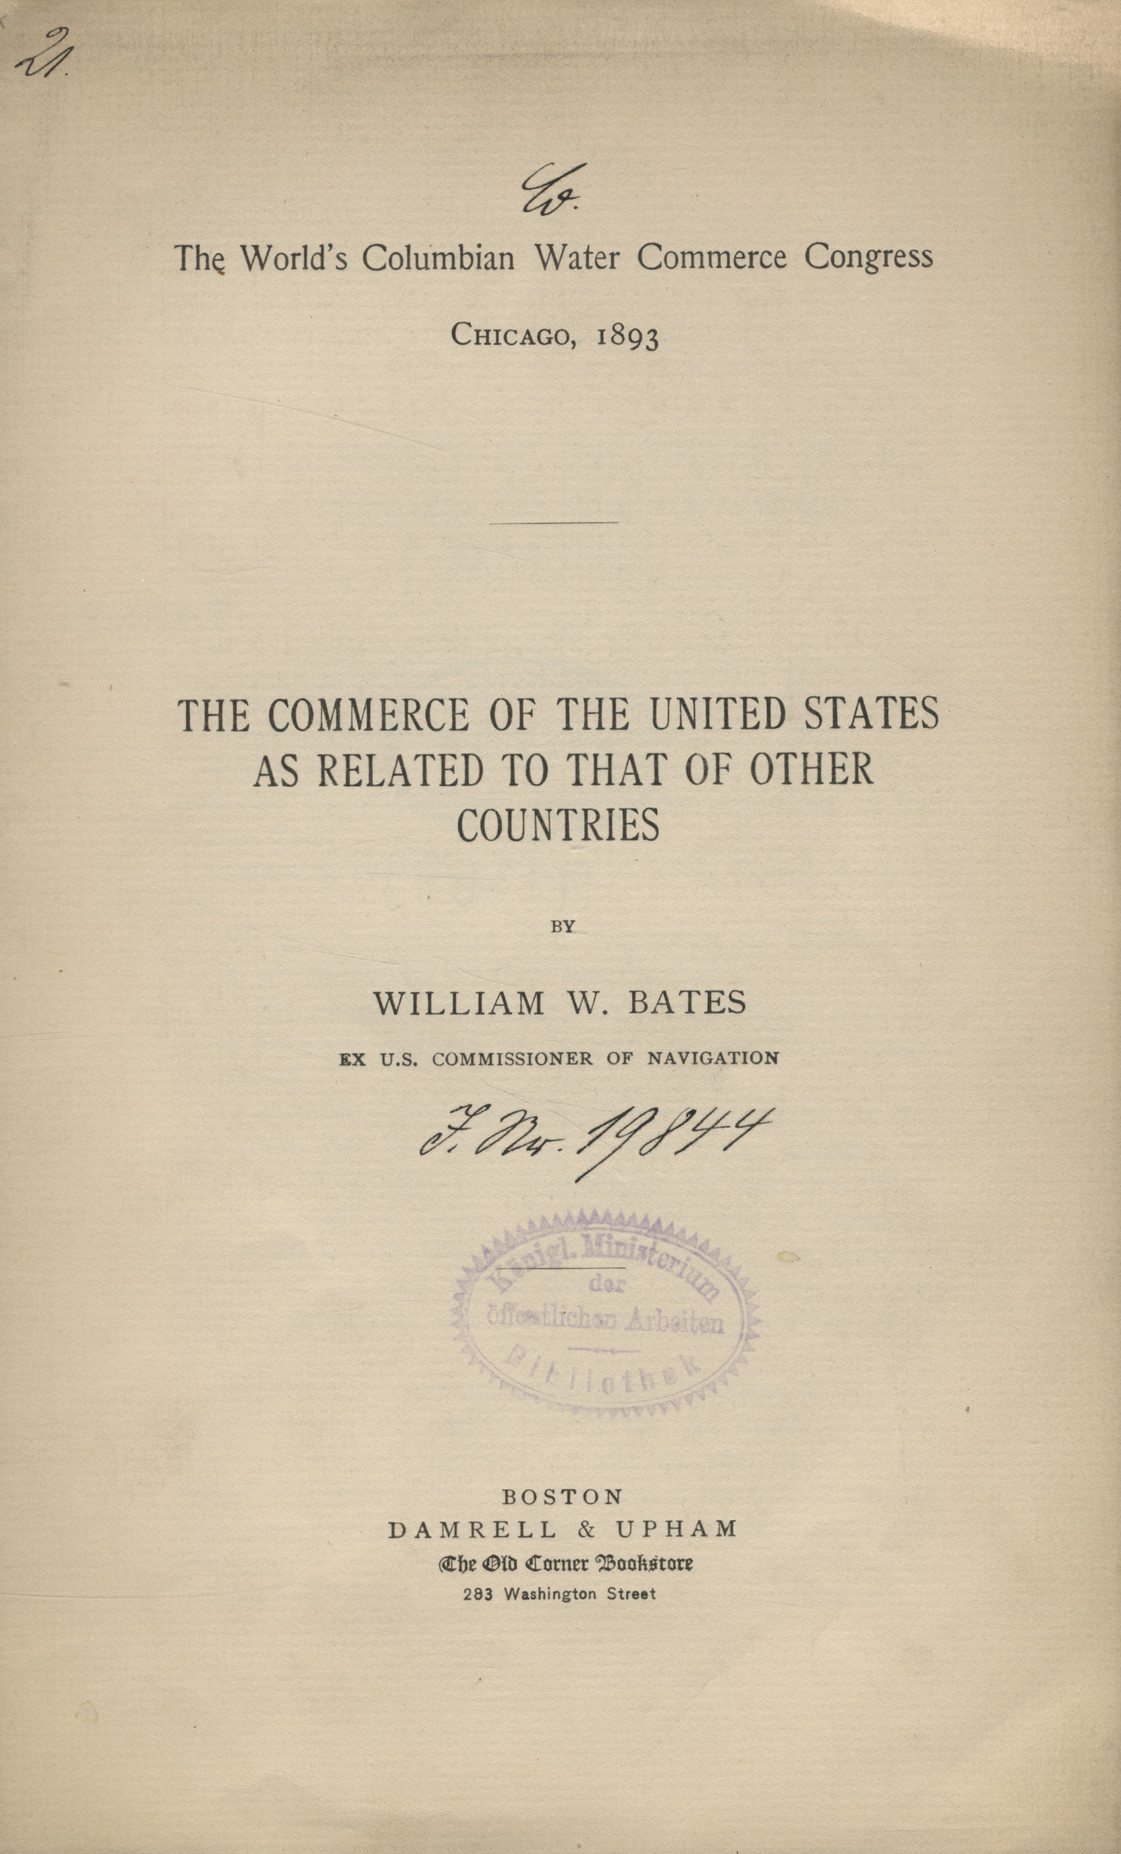 21.
The World's Columbian Water Commerce Congress
CHICAGO, 1893
THE COMMERCE OF THE UNITED STATES
AS RELATED TO THAT OF OTHER
COUNTRIES
BY
WILLIAM W. BATES
EX U.S. COMMISSIONER OF NAVIGATION
F. Nr. 19844
Königl. Ministerium
der
öffentlichen Arbeiten
Bibliothek
BOSTON
DAMRELL & UPHAM
The Old Corner Bookstore
283 Washington Street